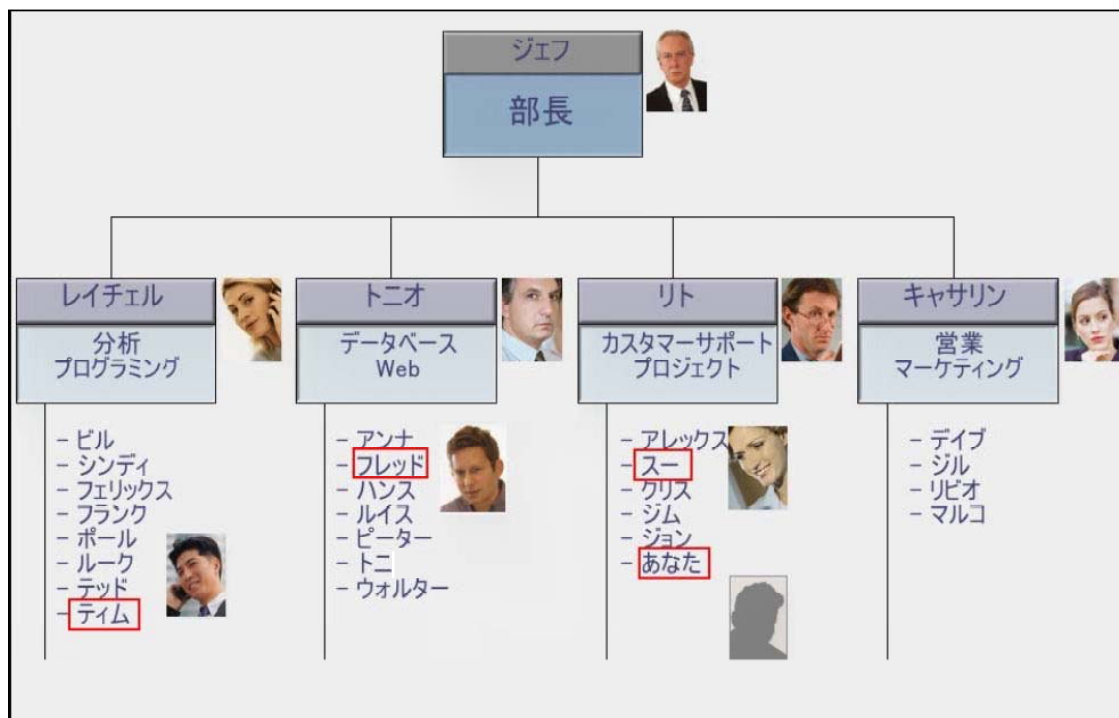 ジェフ
部長
レイチェル
分析
プログラミング
トニオ
データベース
Web
リト
カスタマーサポート
プロジェクト
キャサリン
営業
マーケティング
- ビル
- シンディ
- フェリックス
- フランク
- ポール
- ルーク
- テッド
- ティム
- アンナ
- フレッド
- ハンス
- ルイス
- ピーター
- トニ
- ウォルター
- アレックス
- スー
- クリス
- ジム
- ジョン
- あなた
- デイブ
- ジル
- リビオ
- マルコ